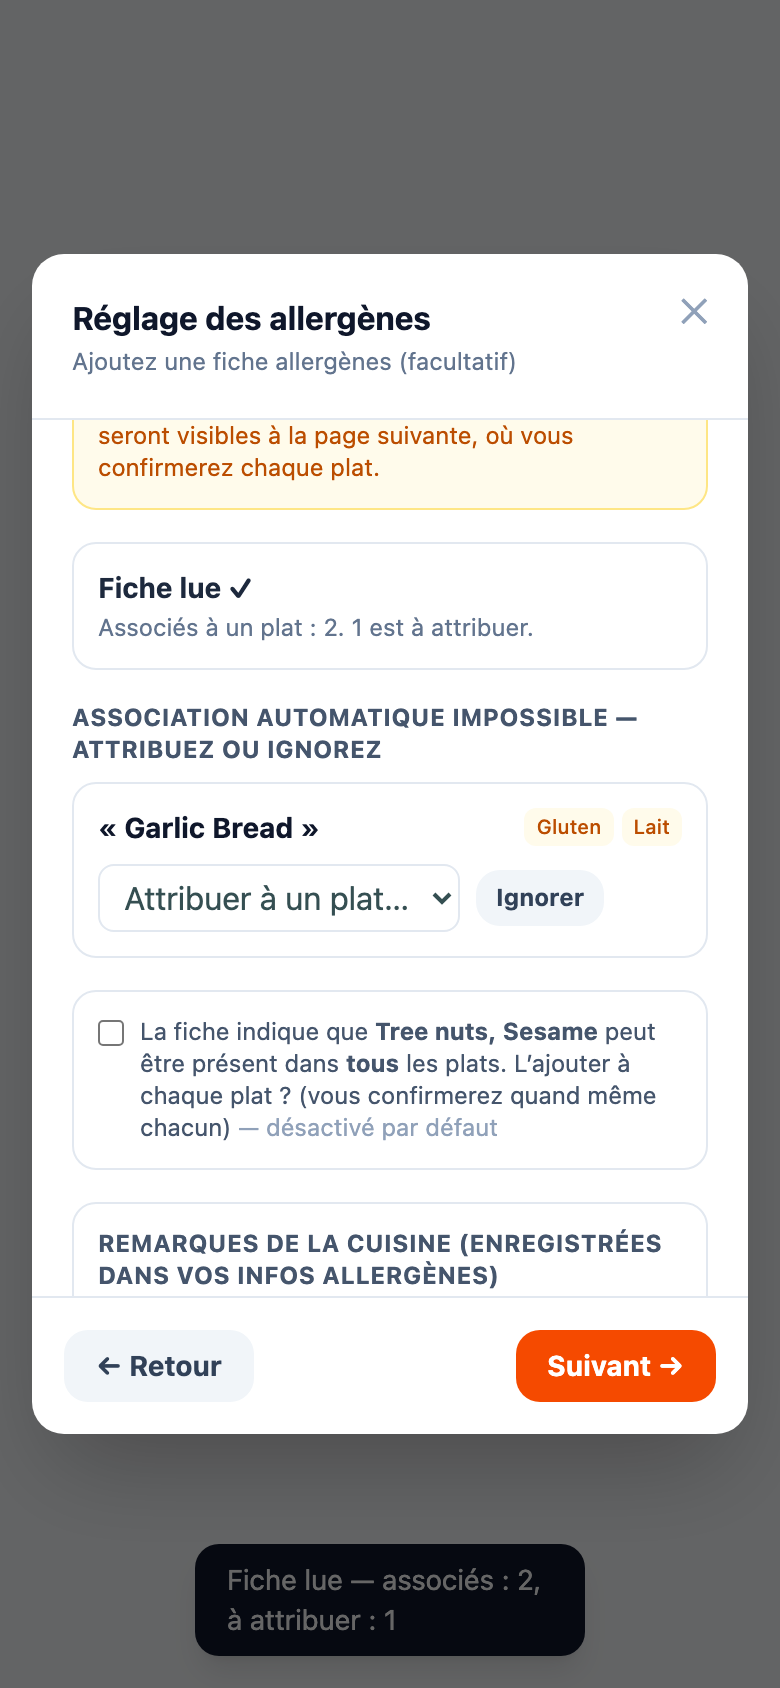 Réglage des allergènes
Ajoutez une fiche allergènes (facultatif)
seront visibles à la page suivante, où vous
confirmerez chaque plat.
Fiche lue ✓
Associés à un plat : 2. 1 est à attribuer.
ASSOCIATION AUTOMATIQUE IMPOSSIBLE —
ATTRIBUEZ OU IGNOREZ
« Garlic Bread » Gluten Lait
Attribuer à un plat... Ignorer
La fiche indique que Tree nuts, Sesame peut
être présent dans tous les plats. L’ajouter à
chaque plat ? (vous confirmerez quand même
chacun) — désactivé par défaut
REMARQUES DE LA CUISINE (ENREGISTRÉES
DANS VOS INFOS ALLERGÈNES)
← Retour Suivant →
Fiche lue — associés : 2,
à attribuer : 1